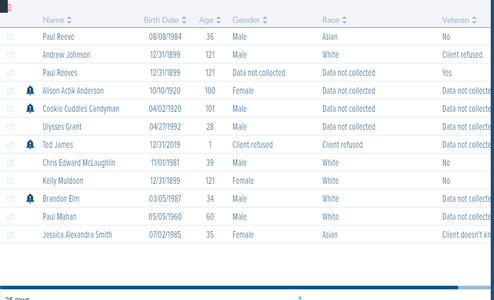 Name Birth Date Age Gender Race Veteran
Paul Reeve 08/08/1984 36 Male Asian No
Andrew Johnson 12/31/1899 121 Male White Client refused
Paul Reeves 12/31/1899 121 Data not collected Data not collected Yes
Alison Actik Anderson 10/10/1920 100 Female Data not collected Data not collecte
Cookie Cuddles Candyman 04/02/1920 101 Male Data not collected Data not collecte
Ulysses Grant 04/27/1992 28 Male Data not collected Data not collecte
Ted James 12/31/2019 1 Client refused Client refused Data not collecte
Chris Edward McLaughlin 11/01/1981 39 Male White No
Kelly Muldoon 12/31/1899 121 Female White No
Brandon Elm 03/05/1987 34 Male White Data not collecte
Paul Mahan 05/05/1960 60 Male White Data not collecte
Jessica Alexandra Smith 07/02/1985 35 Female Asian Client doesn't kn
25 rows 1